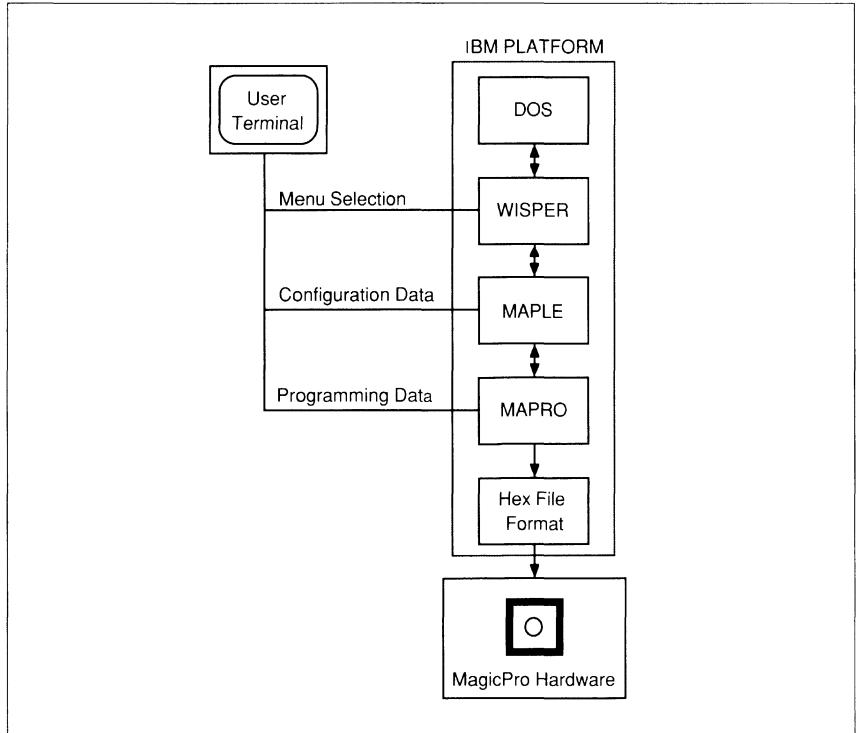 IBM PLATFORM
User
Terminal
DOS
Menu Selection
WISPER
Configuration Data
MAPLE
Programming Data
MAPRO
Hex File
Format
MagicPro Hardware